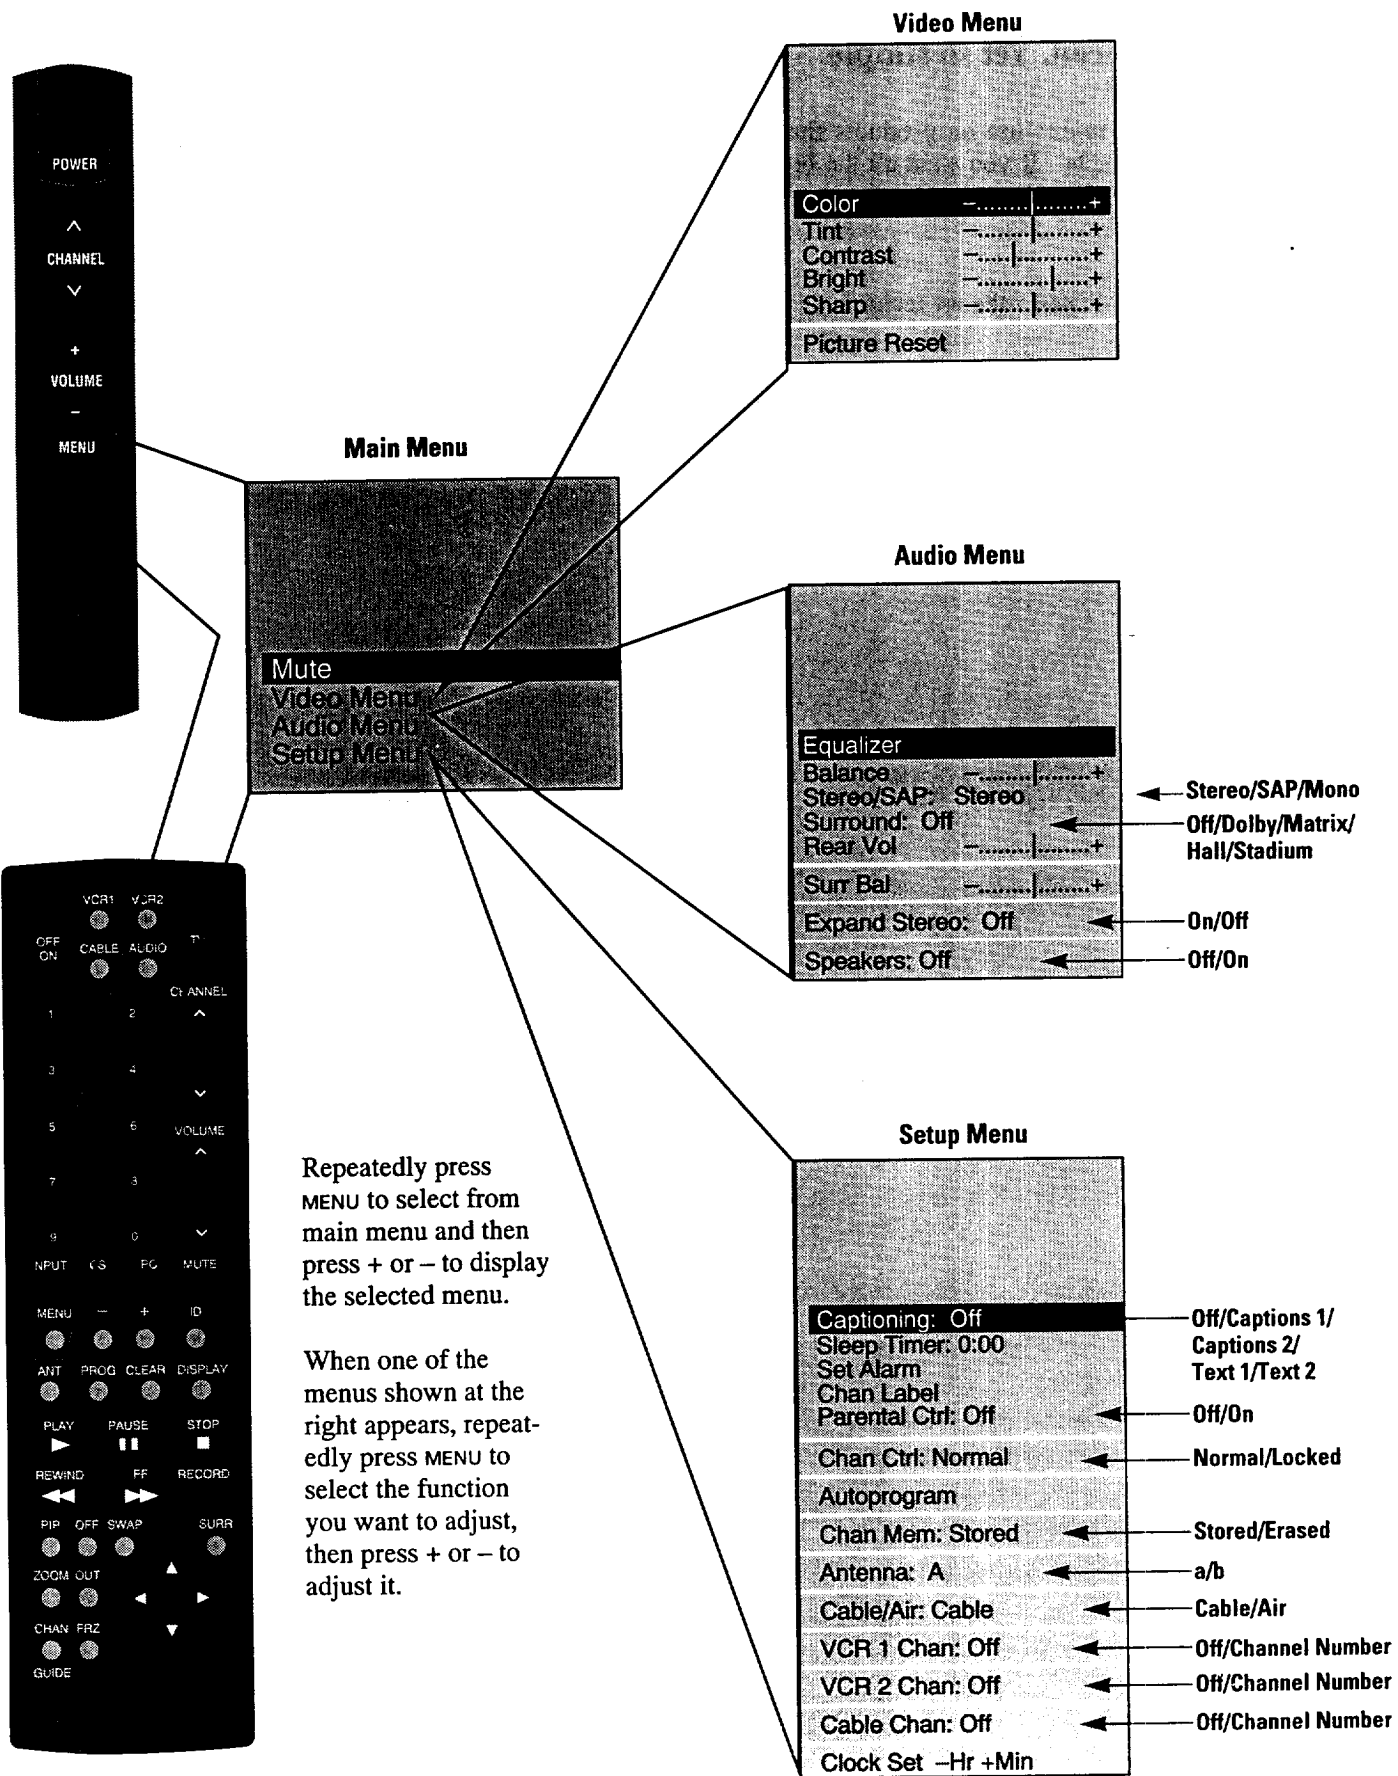 Video Menu
Color -.......|.......+
Tint -.......|.......+
Contrast -.....|..........+
Bright -...........|.....+
Sharp -.......|.......+
Picture Reset
POWER
CHANNEL
+
VOLUME
–
MENU
Main Menu
Mute
Video Menu
Audio Menu
Setup Menu
Audio Menu
Equalizer
Balance -.......|.......+
Stereo/SAP: Stereo
Surround: Off
Rear Vol -.......|.......+
Surr Bal -.......|.......+
Expand Stereo: Off
Speakers: Off
Stereo/SAP/Mono
Off/Dolby/Matrix/
Hall/Stadium
On/Off
Off/On
VCR1 VCR2
OFF
ON
CABLE AUDIO
CHANNEL
1 2
3 4
5 6 VOLUME
7
9 0
MUTE
MENU – + ID
ANT PROG CLEAR DISPLAY
PLAY PAUSE STOP
REWIND FF RECORD
PIP OFF SWAP SURR
ZOOM OUT
CHAN FRZ
GUIDE
Repeatedly press
MENU to select from
main menu and then
press + or – to display
the selected menu.
When one of the
menus shown at the
right appears, repeat-
edly press MENU to
select the function
you want to adjust,
then press + or – to
adjust it.
Setup Menu
Captioning: Off
Sleep Timer: 0:00
Set Alarm
Chan Label
Parental Ctrl: Off
Chan Ctrl: Normal
Autoprogram
Chan Mem: Stored
Antenna: A
Cable/Air: Cable
VCR 1 Chan: Off
VCR 2 Chan: Off
Cable Chan: Off
Clock Set –Hr +Min
Off/Captions 1/
Captions 2/
Text 1/Text 2
Off/On
Normal/Locked
Stored/Erased
a/b
Cable/Air
Off/Channel Number
Off/Channel Number
Off/Channel Number